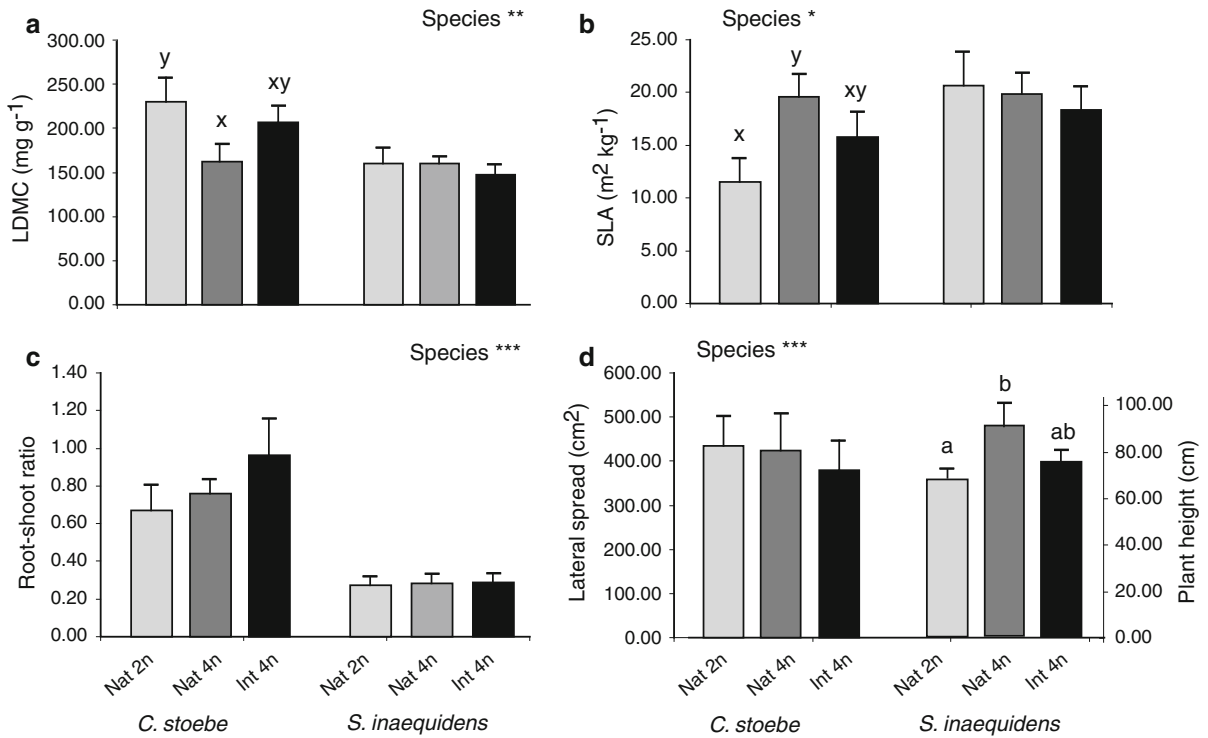 a
Species **
LDMC (mg g-1)
300.00
250.00
200.00
150.00
100.00
50.00
0.00
y
x
xy
b
Species *
SLA (m2 kg-1)
25.00
20.00
15.00
10.00
5.00
0.00
x
y
xy
c
Species ***
Root-shoot ratio
1.40
1.20
1.00
0.80
0.60
0.40
0.20
0.00
Nat 2n
Nat 4n
Int 4n
Nat 2n
Nat 4n
Int 4n
C. stoebe
S. inaequidens
d
Species ***
Lateral spread (cm2)
600.00
500.00
400.00
300.00
200.00
100.00
0.00
a
b
ab
100.00
80.00
60.00
40.00
20.00
0.00
Plant height (cm)
Nat 2n
Nat 4n
Int 4n
Nat 2n
Nat 4n
Int 4n
C. stoebe
S. inaequidens